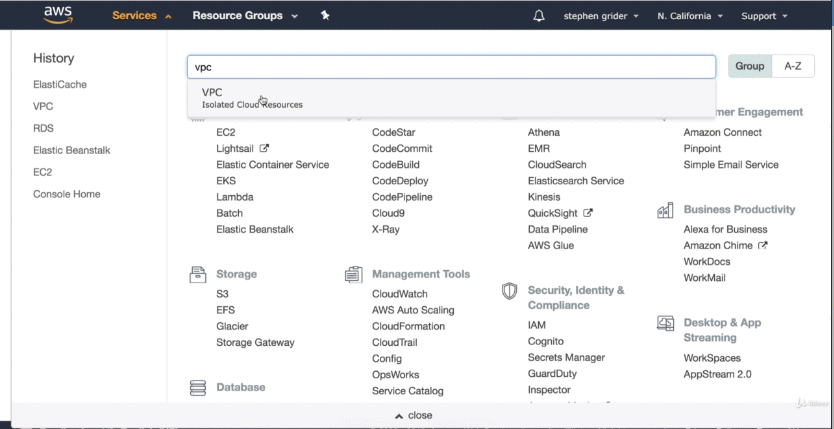 aws
Services
Resource Groups
stephen grider
N. California
Support
History
ElastiCache
VPC
RDS
Elastic Beanstalk
EC2
Console Home
vpc
Group
A-Z
VPC
Isolated Cloud Resources
EC2
Lightsail
Elastic Container Service
EKS
Lambda
Batch
Elastic Beanstalk
Storage
S3
EFS
Glacier
Storage Gateway
Database
CodeStar
CodeCommit
CodeBuild
CodeDeploy
CodePipeline
Cloud9
X-Ray
Management Tools
CloudWatch
AWS Auto Scaling
CloudFormation
CloudTrail
Config
OpsWorks
Service Catalog
Athena
EMR
CloudSearch
Elasticsearch Service
Kinesis
QuickSight
Data Pipeline
AWS Glue
Security, Identity &
Compliance
IAM
Cognito
Secrets Manager
GuardDuty
Inspector
mer Engagement
Amazon Connect
Pinpoint
Simple Email Service
Business Productivity
Alexa for Business
Amazon Chime
WorkDocs
WorkMail
Desktop & App
Streaming
WorkSpaces
AppStream 2.0
close